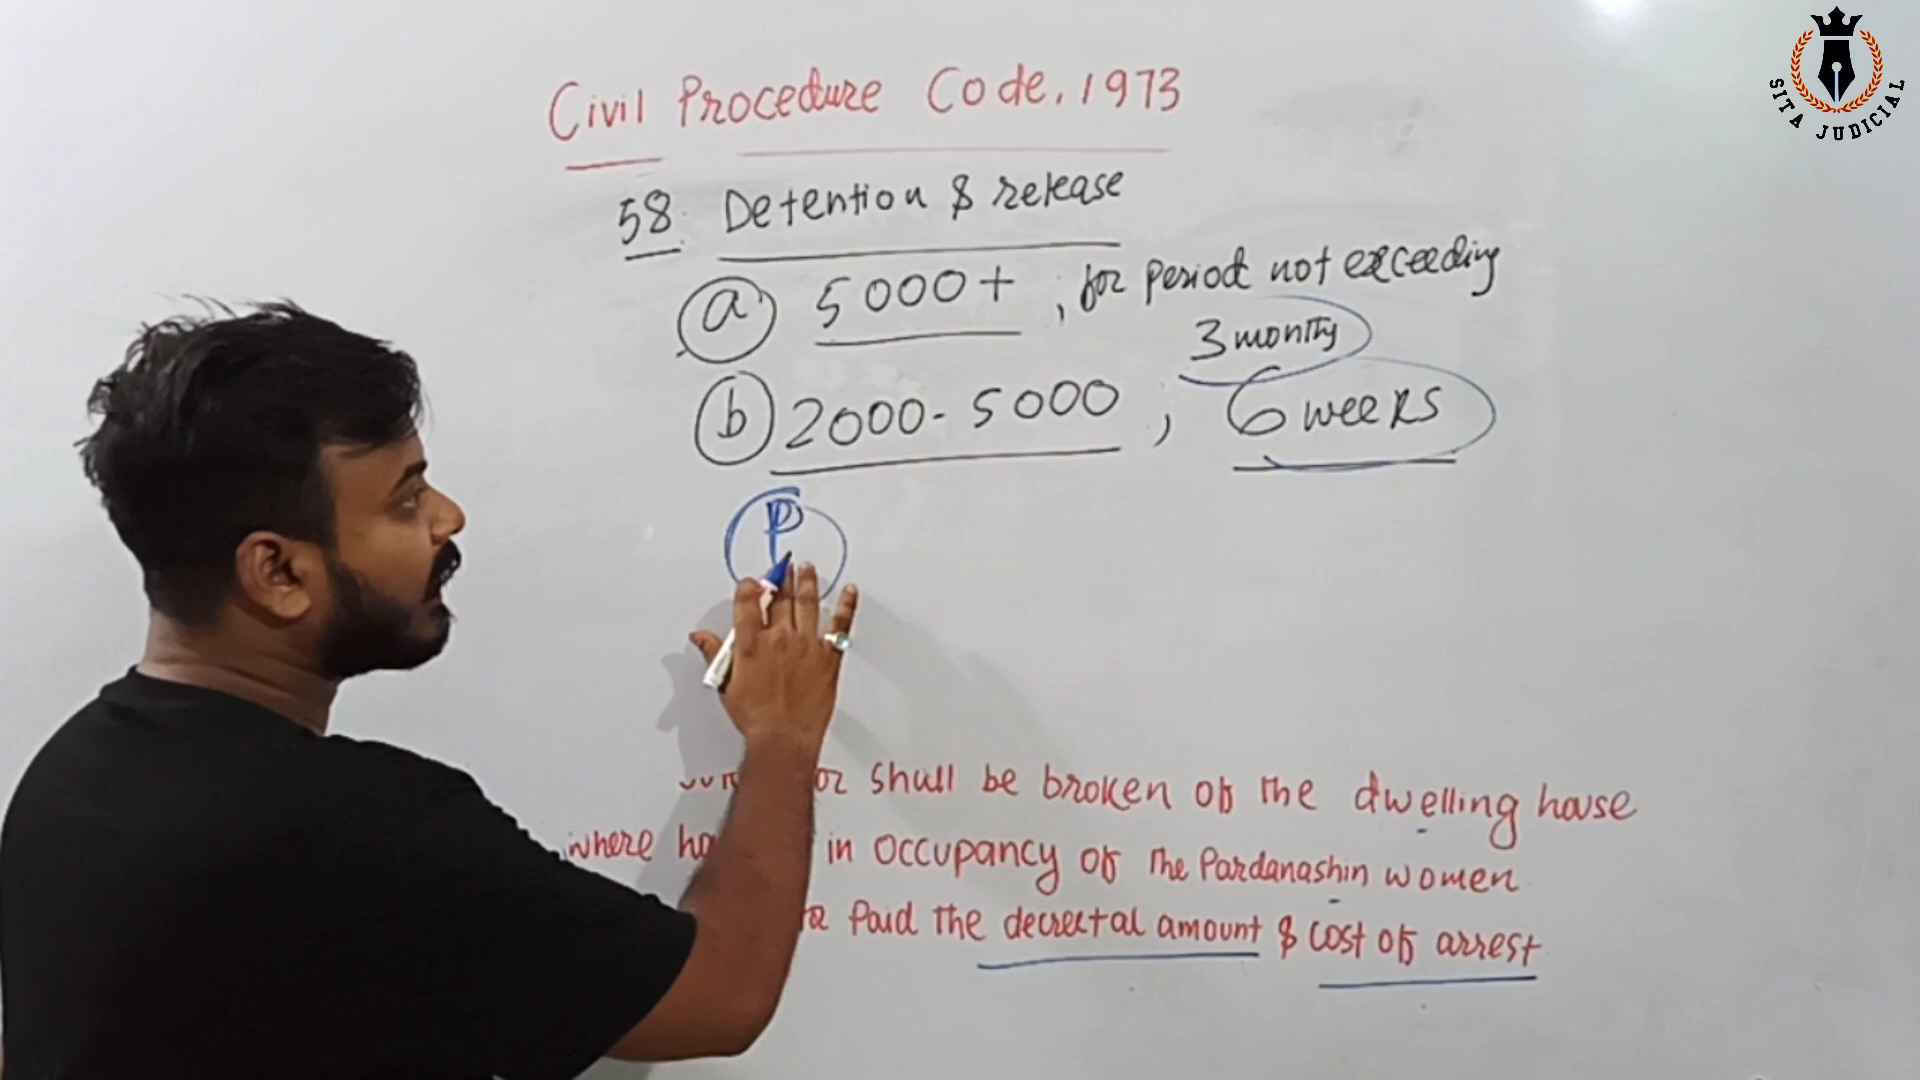 SITA JUDICIAL
Civil Procedure Code, 1973
58. Detention & release
a 5000+ , for period not exceeding
3 months
b 2000-5000 , 6 weeks
P
or shall be broken of the dwelling house
where in occupancy of the Pardanashin women
Paid the decreetal amount & cost of arrest